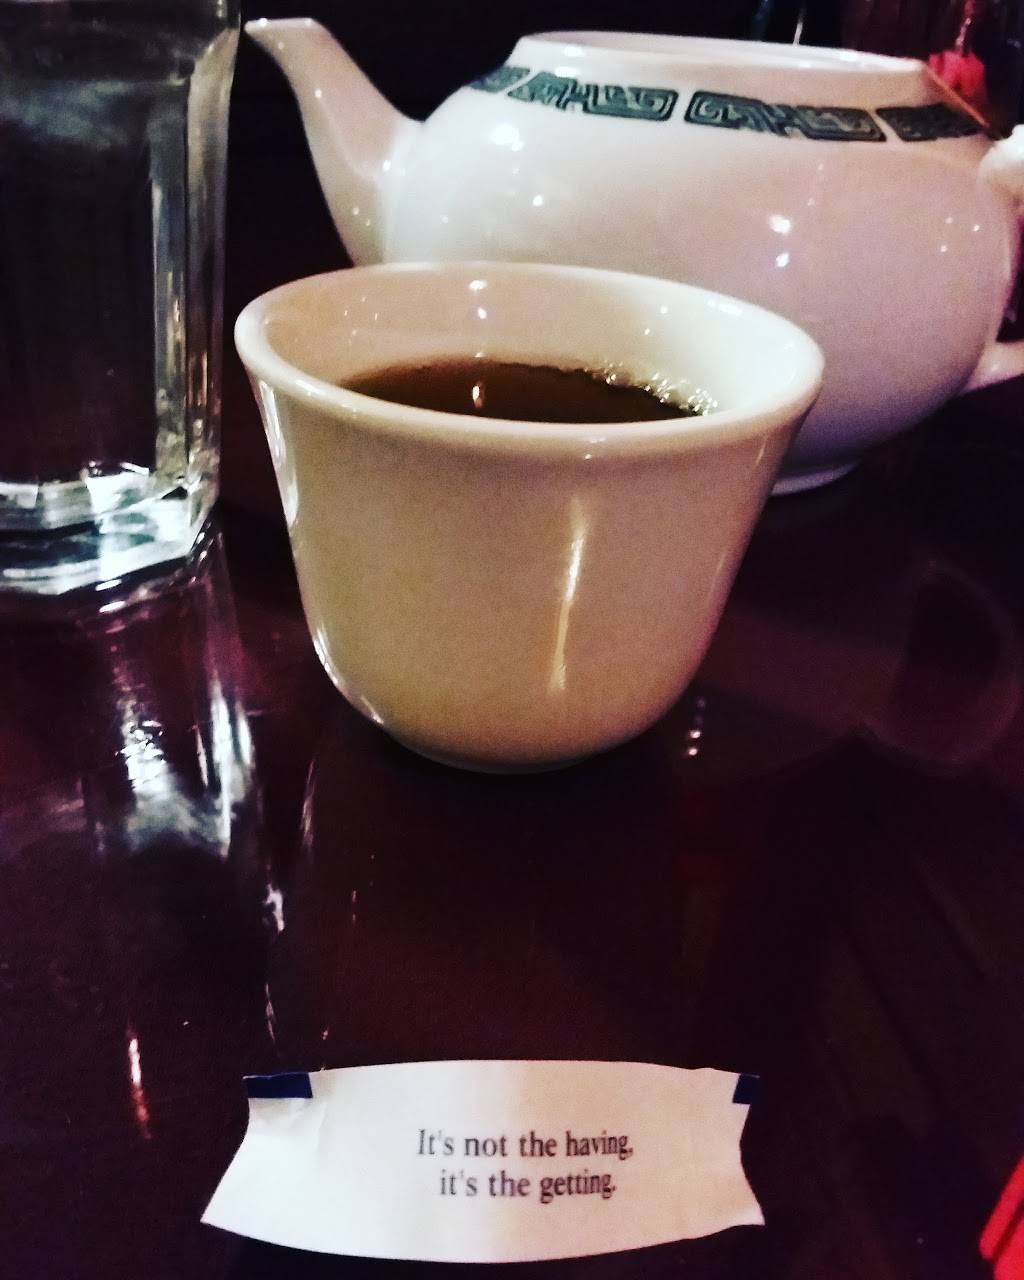 It's not the having,
it's the getting.